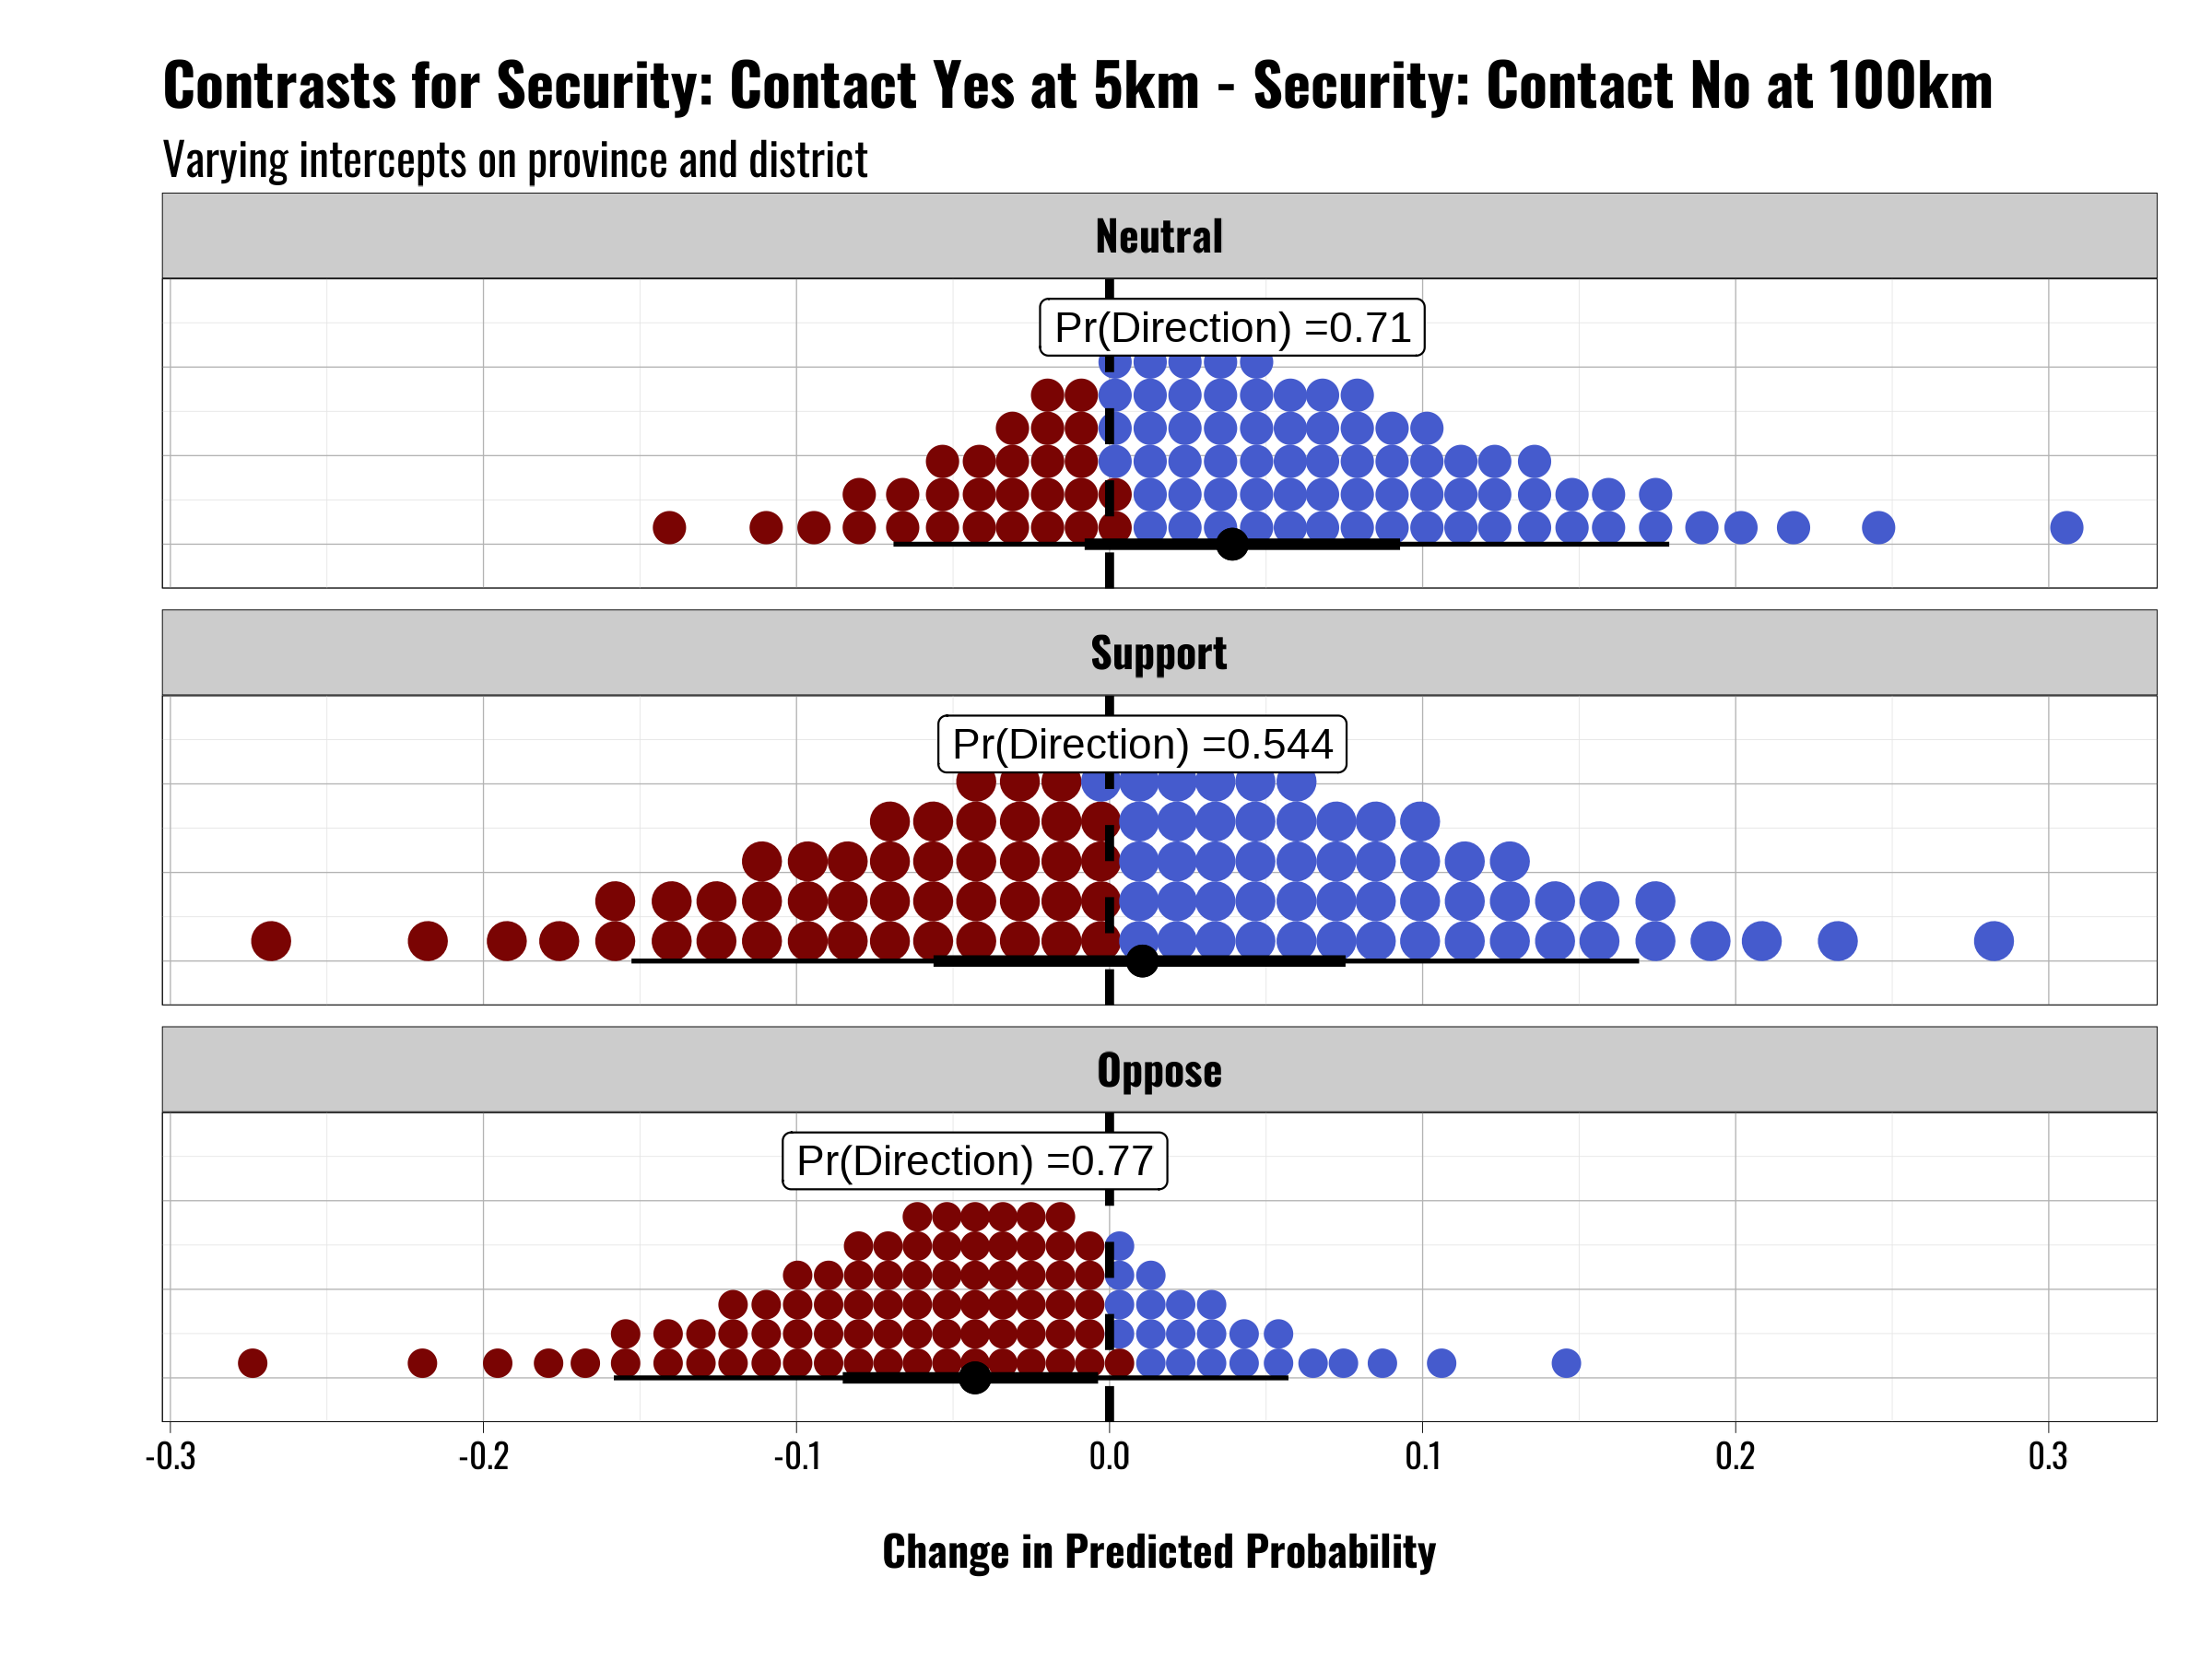 Contrasts for Security: Contact Yes at 5km - Security: Contact No at 100km
Varying intercepts on province and district
Neutral
Pr(Direction) =0.71
Support
Pr(Direction) =0.544
Oppose
Pr(Direction) =0.77
-0.3 -0.2 -0.1 0.0 0.1 0.2 0.3
Change in Predicted Probability